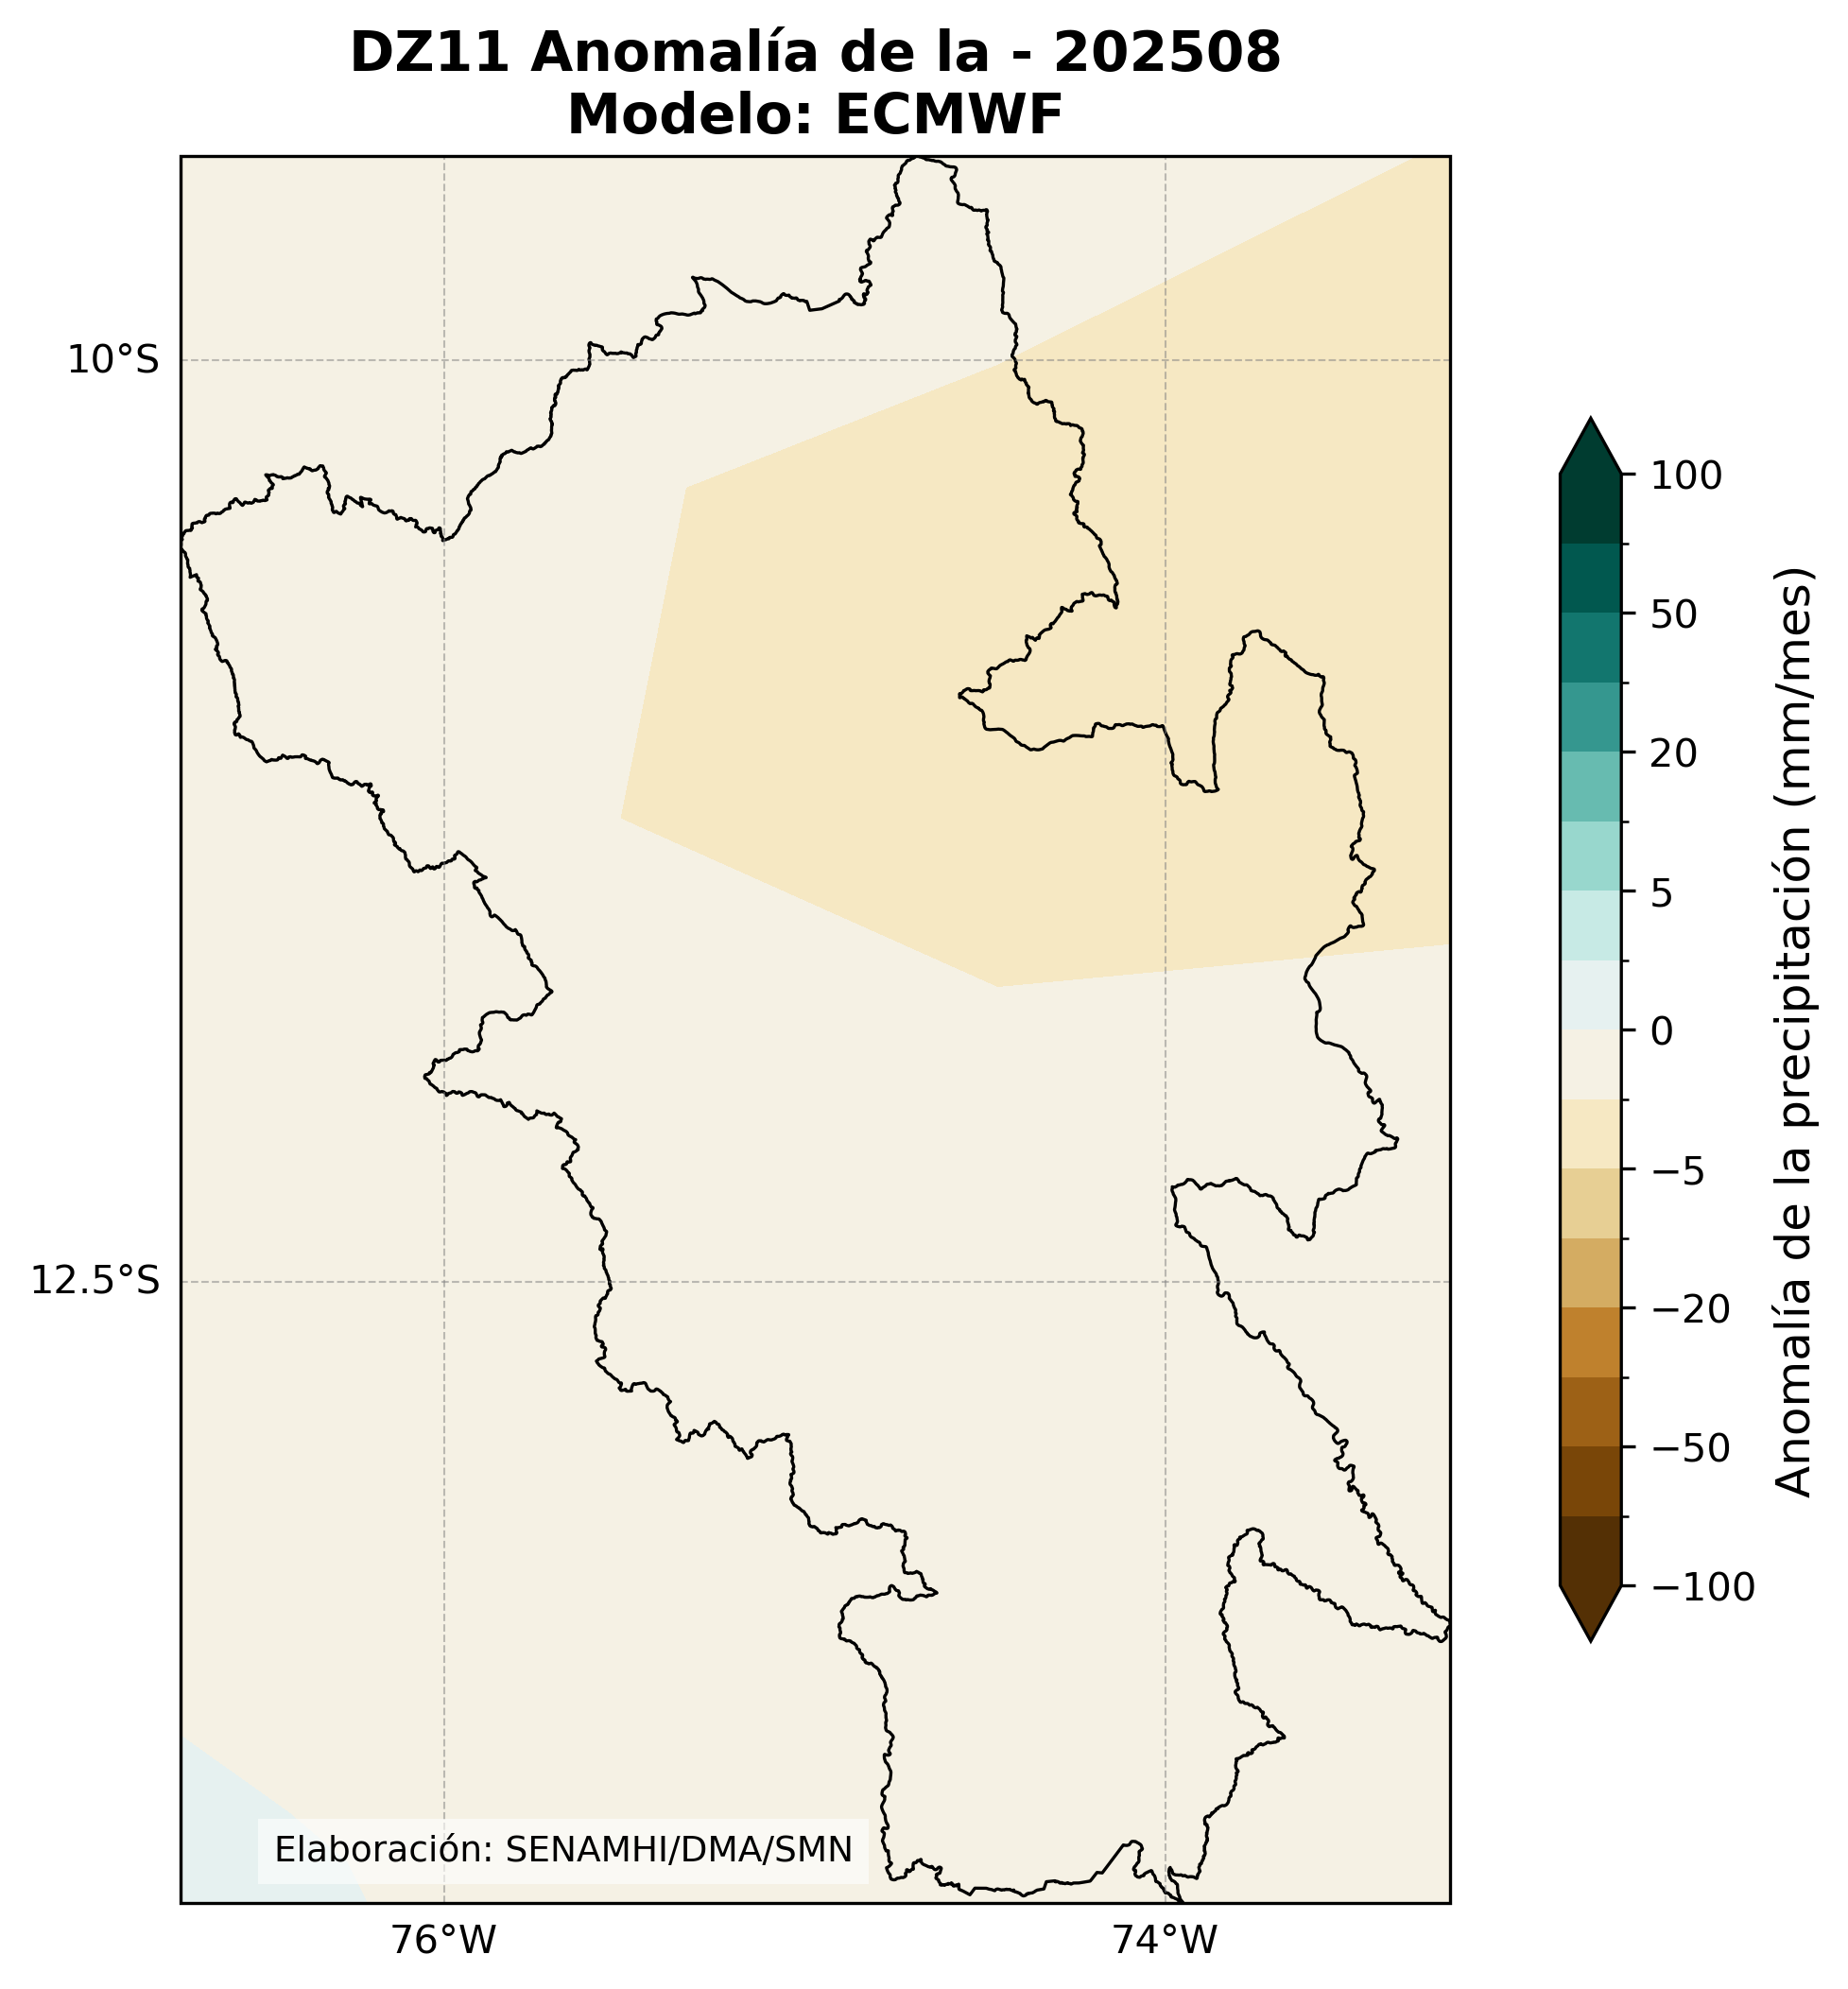 DZ11 Anomalía de la - 202508
Modelo: ECMWF
10°S
12.5°S
76°W
74°W
Elaboración: SENAMHI/DMA/SMN
100
50
20
5
0
−5
−20
−50
−100
Anomalía de la precipitación (mm/mes)